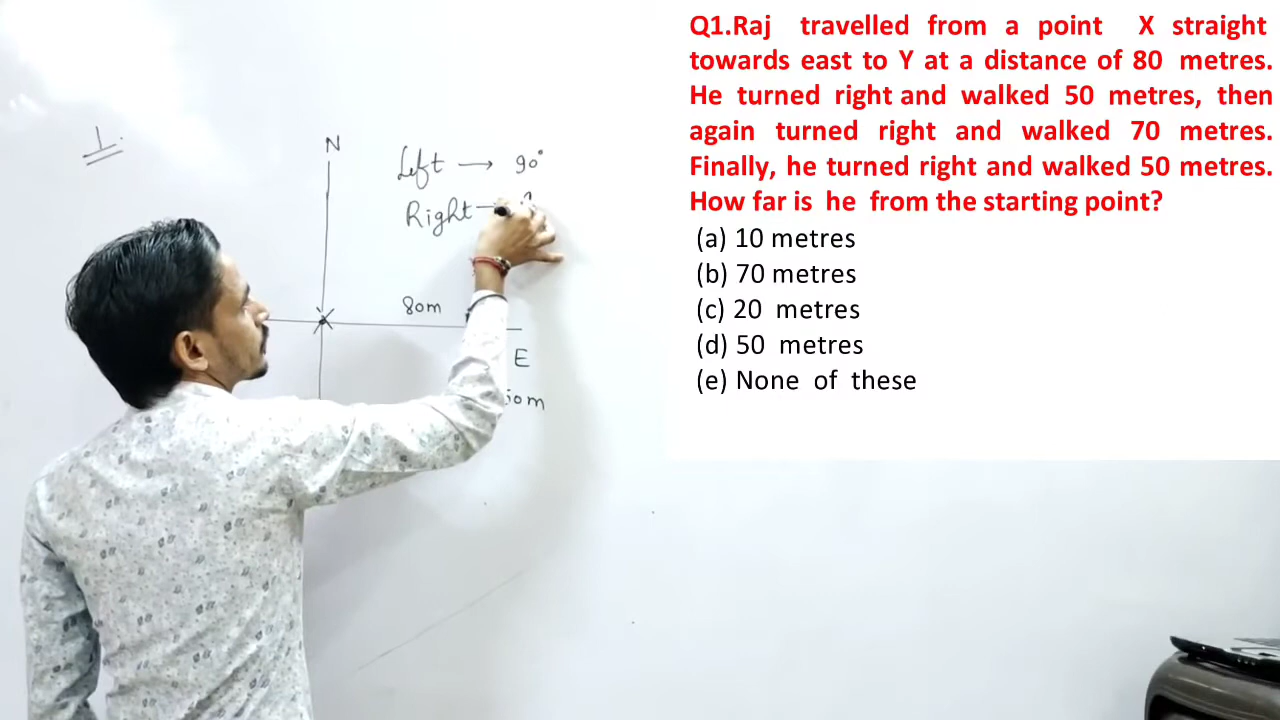 Q1.Raj travelled from a point X straight
towards east to Y at a distance of 80 metres.
He turned right and walked 50 metres, then
again turned right and walked 70 metres.
Finally, he turned right and walked 50 metres.
How far is he from the starting point?
(a) 10 metres
(b) 70 metres
(c) 20 metres
(d) 50 metres
(e) None of these
1.
N
Left → 90°
Right
80m
E
50m